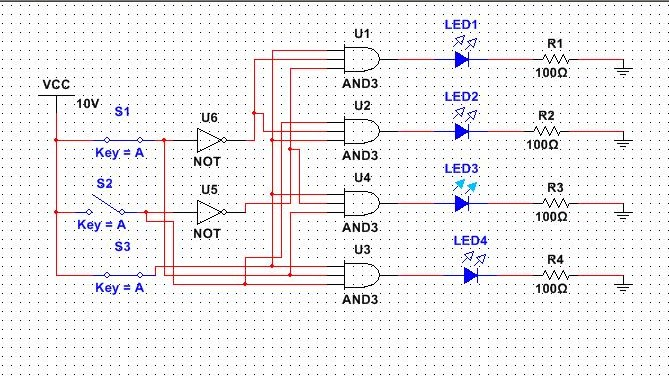 VCC
10V
S1
Key = A
S2
Key = A
S3
Key = A
U6
NOT
U5
NOT
U1
AND3
U2
AND3
U4
AND3
U3
AND3
LED1
LED2
LED3
LED4
R1
100Ω
R2
100Ω
R3
100Ω
R4
100Ω